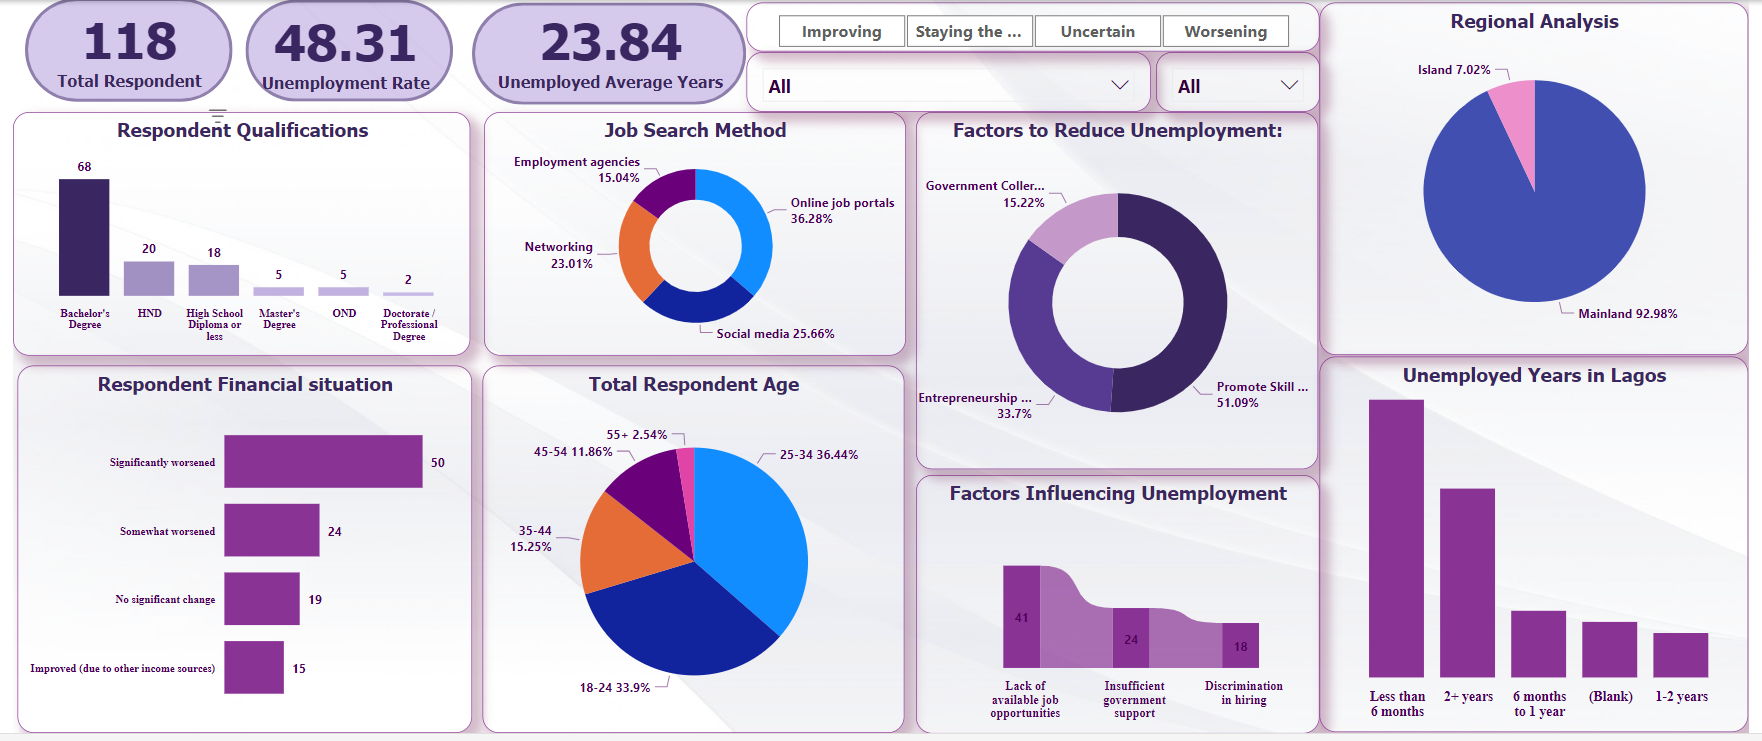 118
Total Respondent
48.31
Unemployment Rate
23.84
Unemployed Average Years
Improving
Staying the ...
Uncertain
Worsening
All
All
Respondent Qualifications
68
20
18
5
5
2
Bachelor's
Degree
HND
High School
Diploma or
less
Master's
Degree
OND
Doctorate /
Professional
Degree
Job Search Method
Employment agencies
15.04%
Online job portals
36.28%
Networking
23.01%
Social media 25.66%
Factors to Reduce Unemployment:
Government Coller...
15.22%
Entrepreneurship ...
33.7%
Promote Skill ...
51.09%
Regional Analysis
Island 7.02%
Mainland 92.98%
Respondent Financial situation
Significantly worsened
50
Somewhat worsened
24
No significant change
19
Improved (due to other income sources)
15
Total Respondent Age
55+ 2.54%
45-54 11.86%
25-34 36.44%
35-44
15.25%
18-24 33.9%
Factors Influencing Unemployment
41
24
18
Lack of
available job
opportunities
Insufficient
government
support
Discrimination
in hiring
Unemployed Years in Lagos
Less than
6 months
2+ years
6 months
to 1 year
(Blank)
1-2 years